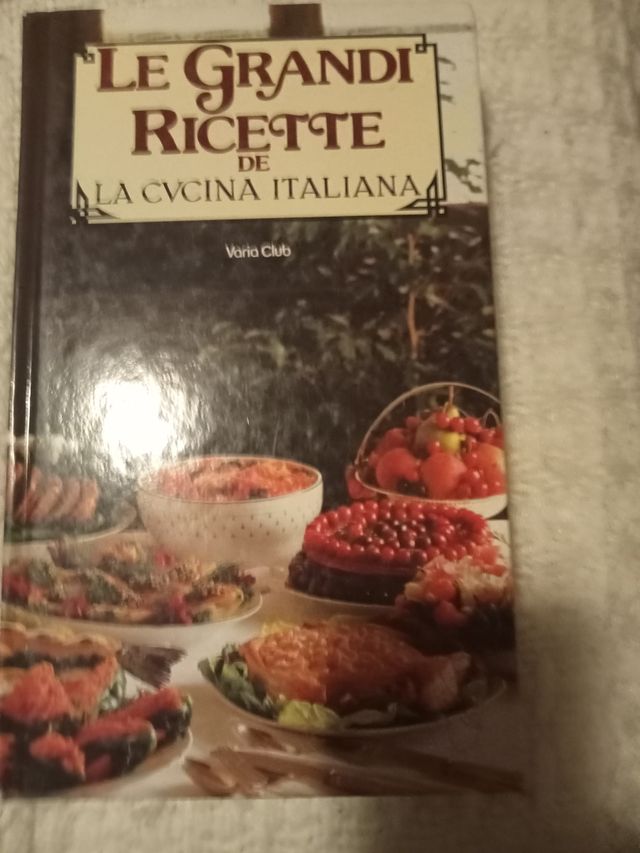 LE GRANDI
RICETTE
DE
LA CVCINA ITALIANA
Varia Club